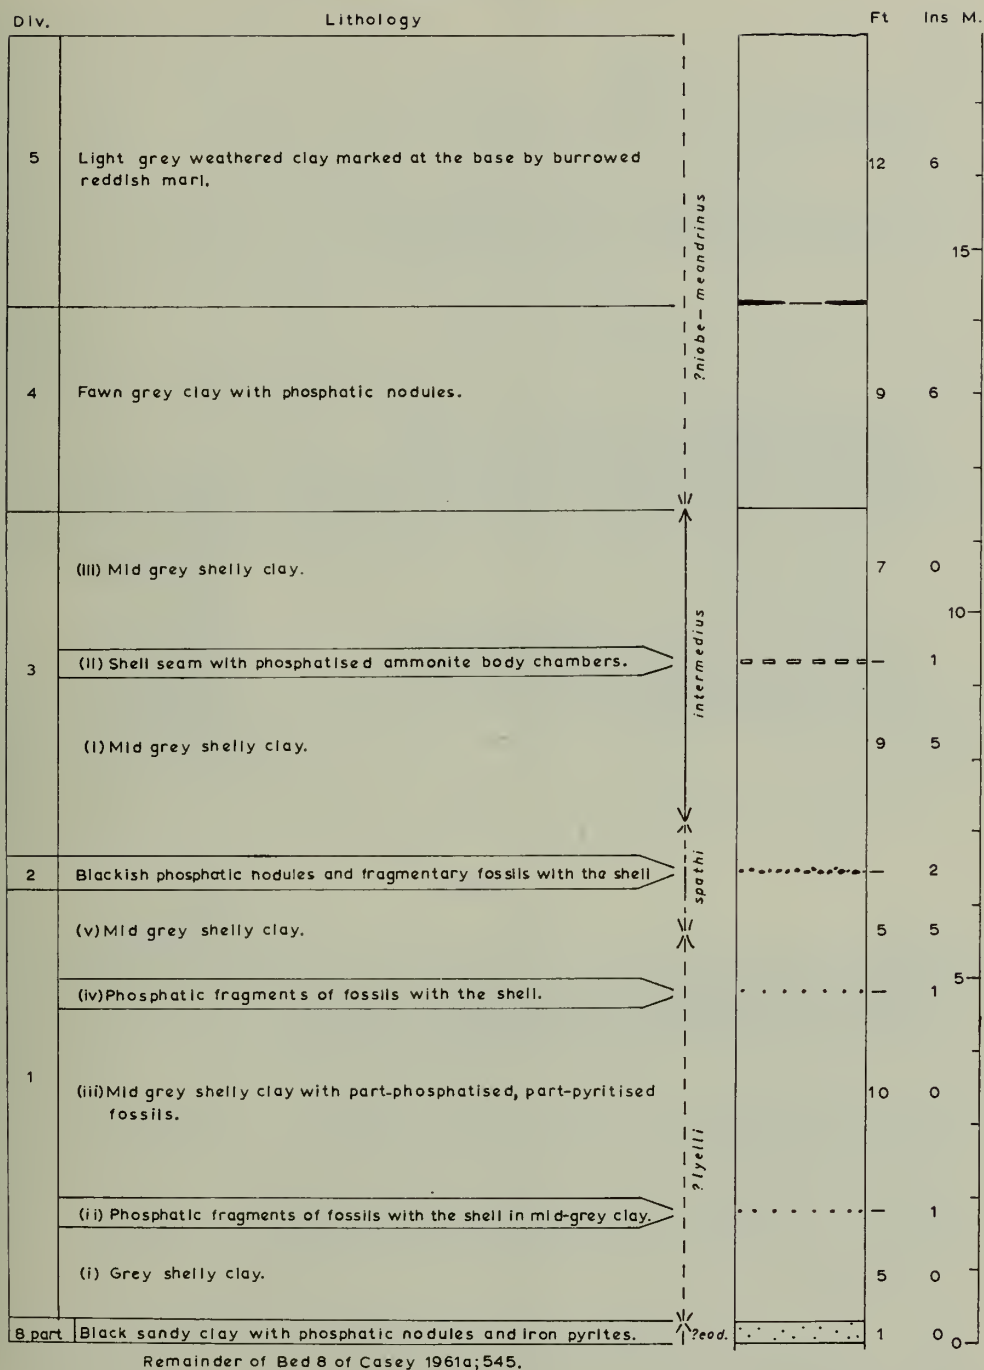 Div. Lithology Ft Ins M.
5 Light grey weathered clay marked at the base by burrowed 12 6
reddish marl.
15
?niobe – meandrinus
4 Fawn grey clay with phosphatic nodules. 9 6
(iii) Mid grey shelly clay. 7 0
10
3 (ii) Shell seam with phosphatised ammonite body chambers. — 1
intermedius
(i) Mid grey shelly clay. 9 5
2 Blackish phosphatic nodules and fragmentary fossils with the shell — 2
spathi
(v) Mid grey shelly clay. 5 5
5
(iv) Phosphatic fragments of fossils with the shell. — 1
1 (iii) Mid grey shelly clay with part-phosphatised, part-pyritised 10 0
fossils.
?lyelli
(ii) Phosphatic fragments of fossils with the shell in mid-grey clay. — 1
(i) Grey shelly clay. 5 0
8 part Black sandy clay with phosphatic nodules and iron pyrites. ?eod. 1 0 0
Remainder of Bed 8 of Casey 1961a; 545.